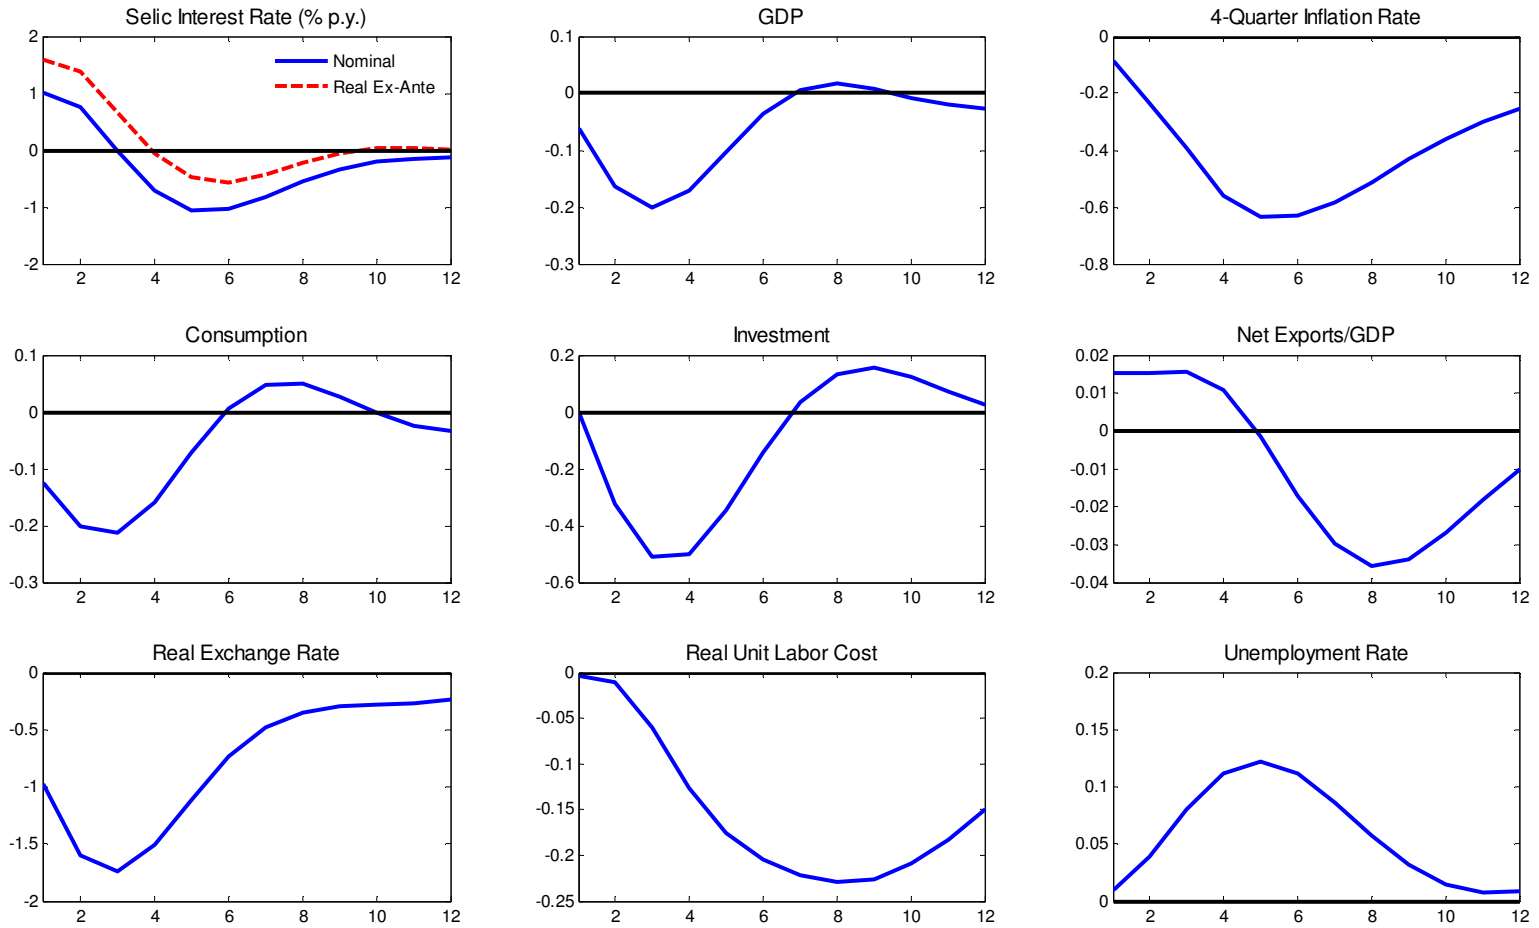 Selic Interest Rate (% p.y.)
2
1
0
-1
-2
2 4 6 8 10 12
Nominal
Real Ex-Ante
GDP
0.1
0
-0.1
-0.2
-0.3
2 4 6 8 10 12
4-Quarter Inflation Rate
0
-0.2
-0.4
-0.6
-0.8
2 4 6 8 10 12
Consumption
0.1
0
-0.1
-0.2
-0.3
2 4 6 8 10 12
Investment
0.2
0
-0.2
-0.4
-0.6
2 4 6 8 10 12
Net Exports/GDP
0.02
0.01
0
-0.01
-0.02
-0.03
-0.04
2 4 6 8 10 12
Real Exchange Rate
0
-0.5
-1
-1.5
-2
2 4 6 8 10 12
Real Unit Labor Cost
0
-0.05
-0.1
-0.15
-0.2
-0.25
2 4 6 8 10 12
Unemployment Rate
0.2
0.15
0.1
0.05
0
2 4 6 8 10 12